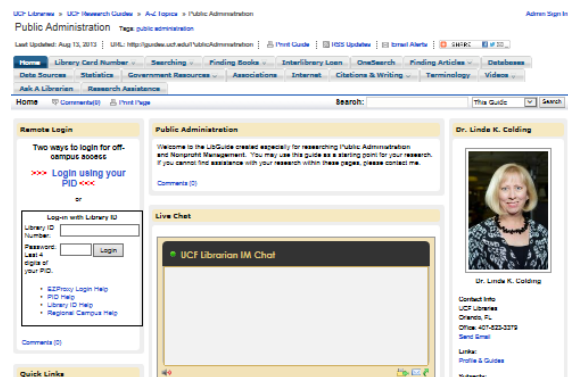 UCF Libraries » UCF Research Guides » A-Z Topics » Public Administration
Admin Sign In
Public Administration Tags: public administration
Last Updated: Aug 13, 2013 URL: http://guides.ucf.edu/PublicAdministration Print Guide RSS Updates Email Alerts SHARE
Home Library Card Number Searching Finding Books Interlibrary Loan OneSearch Finding Articles Databases
Data Sources Statistics Government Resources Associations Internet Citations & Writing Terminology Videos
Ask A Librarian Research Assistance
Home Comments(0) Print Page Search: This Guide Search
Remote Login
Two ways to login for off-
campus access
>>> Login using your
PID <<<
or
Log-in with Library ID
Library ID
Number:
Password:
Last 4
digits of
your PID.
Login
EZProxy Login Help
PID Help
Library ID Help
Regional Campus Help
Comments (0)
Quick Links
Public Administration
Welcome to the LibGuide created especially for researching Public Administration
and Nonprofit Management. You may use this guide as a starting point for your research.
If you cannot find assistance with your research within these pages, please contact me.
Comments (0)
Live Chat
UCF Librarian IM Chat
Dr. Linda K. Colding
Dr. Linda K. Colding
Contact Info
UCF Libraries
Orlando, FL
Office: 407-823-3379
Send Email
Links:
Profile & Guides
Subjects: